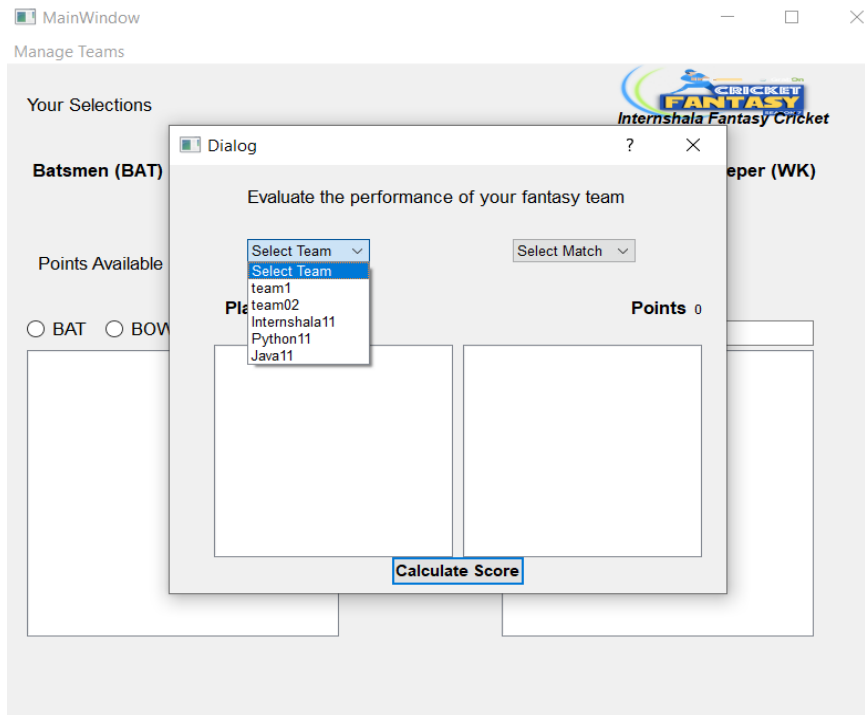 MainWindow
Manage Teams
Your Selections
CRICKET
FANTASY
Internshala Fantasy Cricket
Dialog
?
Batsmen (BAT)
eper (WK)
Evaluate the performance of your fantasy team
Points Available
Select Team
Select Match
Select Team
team1
team02
Internshala11
Python11
Java11
Pla
Points 0
BAT
BOW
Calculate Score